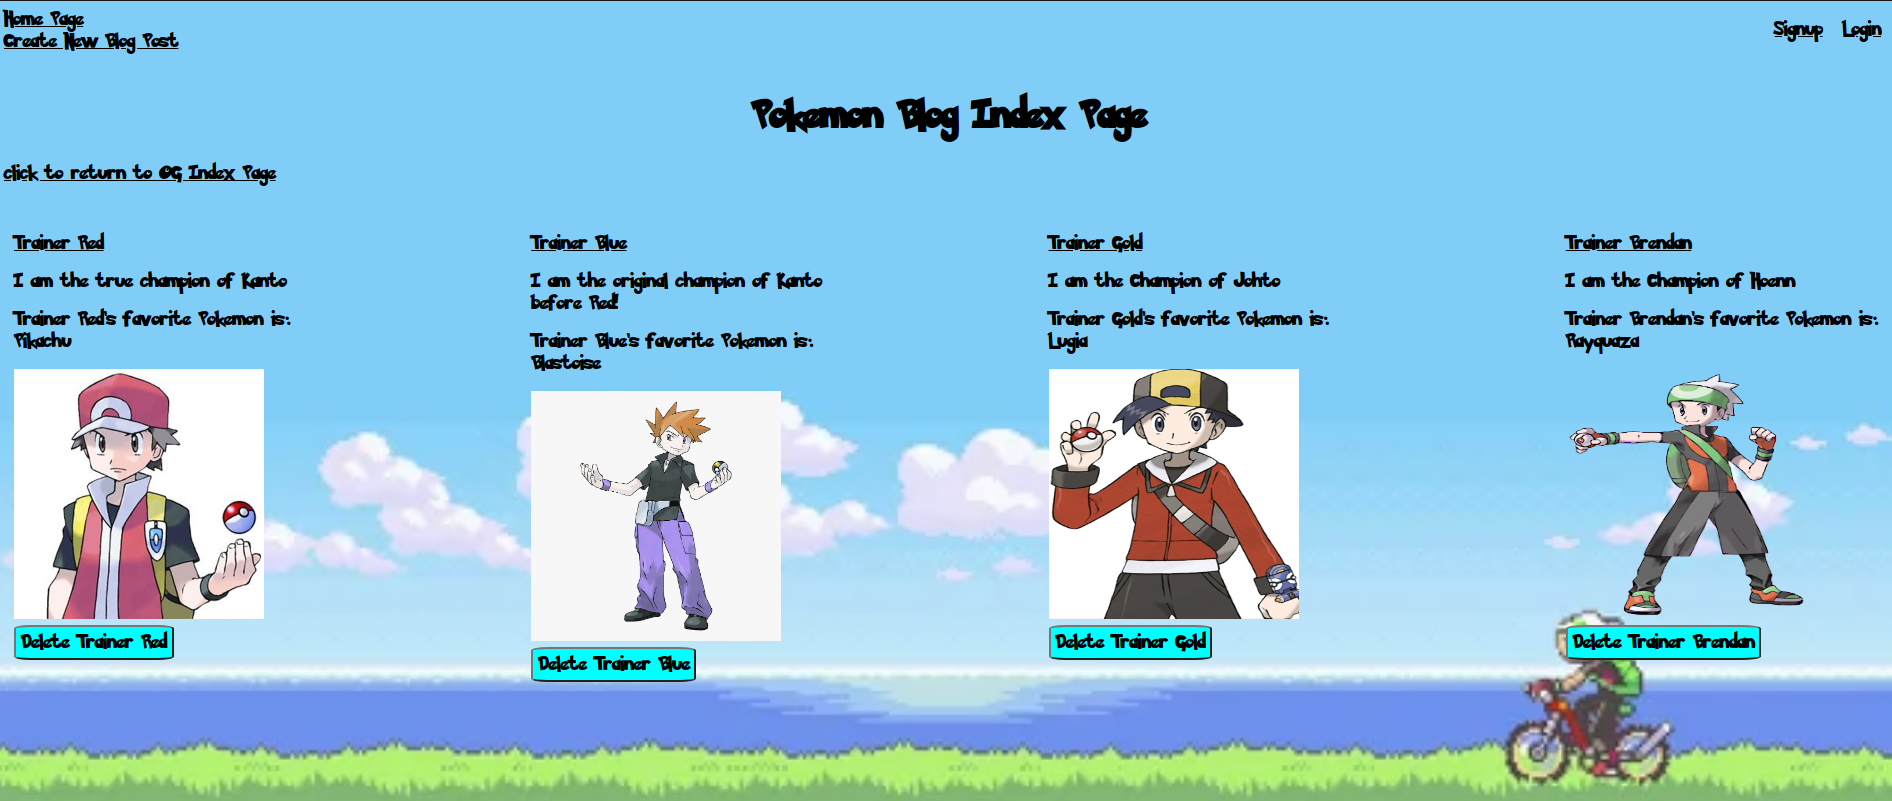 Home Page
Create New Blog Post
Signup Login
Pokemon Blog Index Page
click to return to OG Index Page
Trainer Red
I am the true champion of Kanto
Trainer Red's favorite Pokemon is:
Pikachu
Delete Trainer Red
Trainer Blue
I am the original champion of Kanto
before Red!
Trainer Blue's favorite Pokemon is:
Blastoise
Delete Trainer Blue
Trainer Gold
I am the Champion of Johto
Trainer Gold's favorite Pokemon is:
Lugia
Delete Trainer Gold
Trainer Brendan
I am the Champion of Hoenn
Trainer Brendan's favorite Pokemon is:
Rayquaza
Delete Trainer Brendan